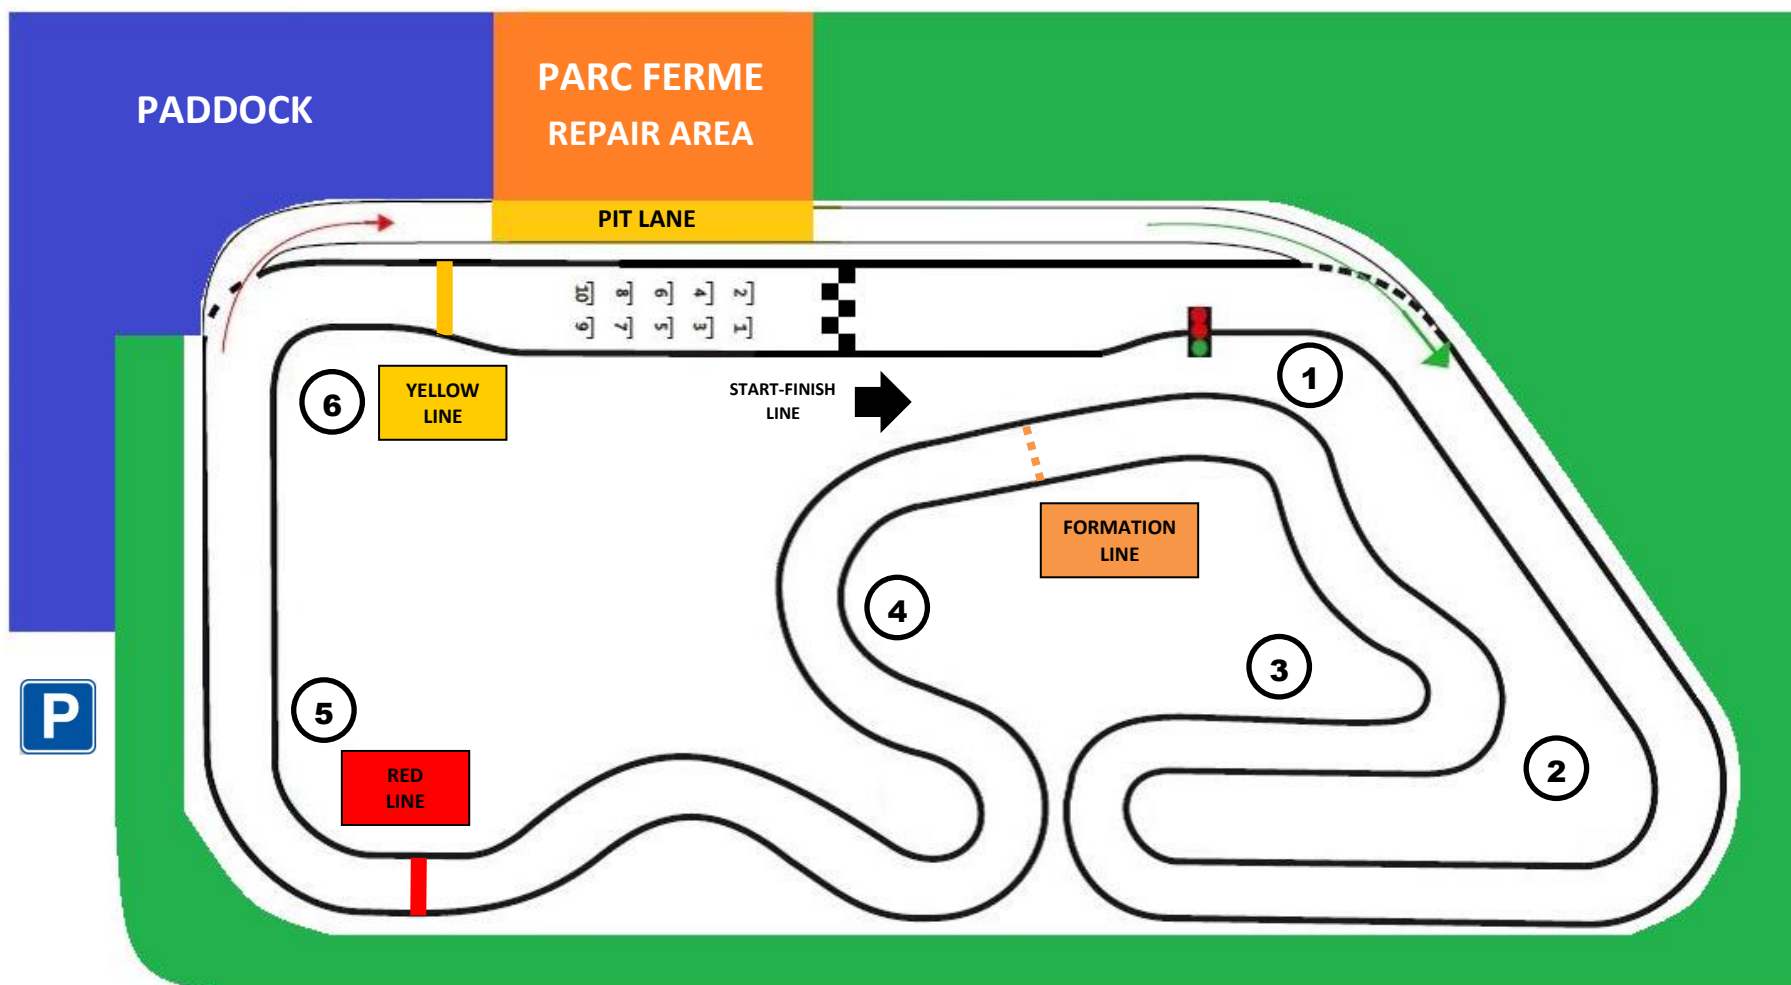 PADDOCK
PARC FERME
REPAIR AREA
PIT LANE
10 8 6 4 2
9 7 5 3 1
6
YELLOW
LINE
START-FINISH
LINE
1
FORMATION
LINE
4
3
5
P
RED
LINE
2